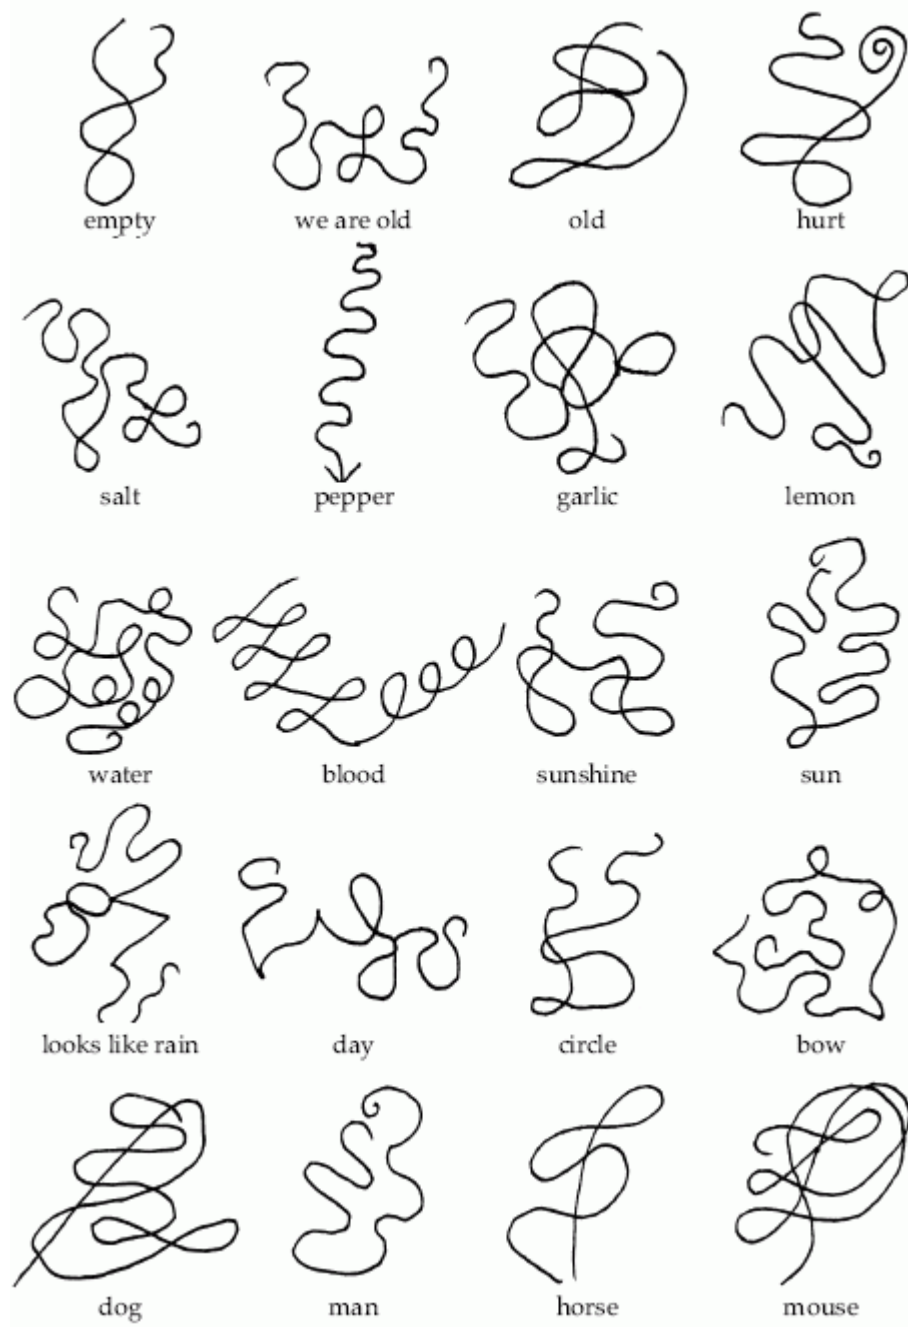 empty we are old old hurt
salt pepper garlic lemon
water blood sunshine sun
looks like rain day circle bow
dog man horse mouse